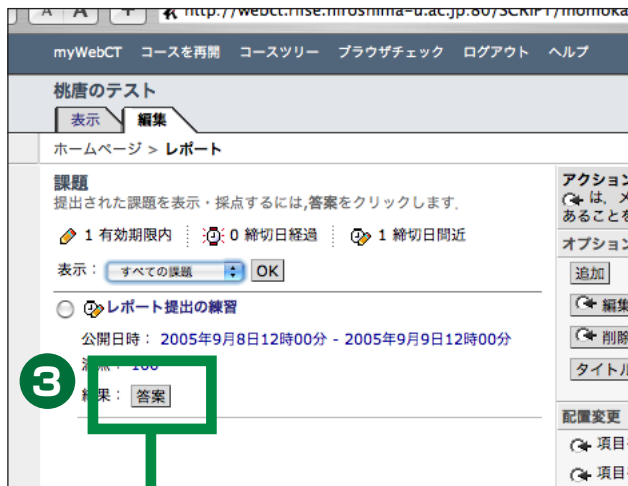 A A + http://webct.riise.hiroshima-u.ac.jp:80/SCRIPT/momoka
myWebCT コースを再開 コースツリー ブラウザチェック ログアウト ヘルプ
桃唐のテスト
表示 編集
ホームページ > レポート
課題
提出された課題を表示・採点するには,答案をクリックします.
1 有効期限内 0 締切日経過 1 締切日間近
表示： すべての課題 OK
レポート提出の練習
公開日時： 2005年9月8日12時00分 - 2005年9月9日12時00分
満点： 100
3
結果： 答案
アクション
は, メ
あることを
オプション
追加
編集
削除
タイトル
配置変更
項目
項目